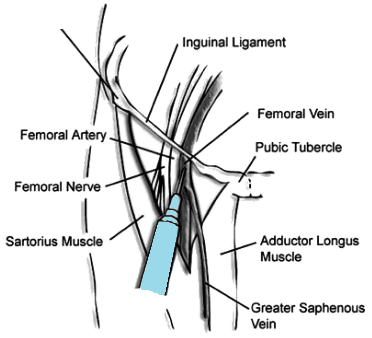 Inguinal Ligament
Femoral Vein
Femoral Artery
Pubic Tubercle
Femoral Nerve
Sartorius Muscle
Adductor Longus
Muscle
Greater Saphenous
Vein